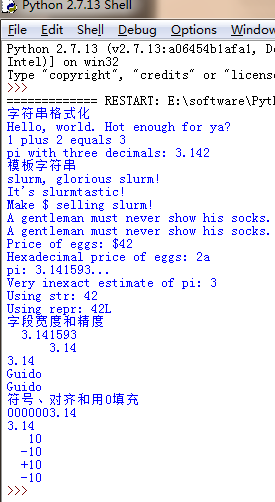 Python 2.7.13 Shell
File Edit Shell Debug Options Window
Python 2.7.13 (v2.7.13:a06454b1afa1, De
Intel)] on win32
Type "copyright", "credits" or "license
>>>
============= RESTART: E:\software\Pyt
字符串格式化
Hello, world. Hot enough for ya?
1 plus 2 equals 3
pi with three decimals: 3.142
模板字符串
slurm, glorious slurm!
It's slurmtastic!
Make $ selling slurm!
A gentleman must never show his socks.
A gentleman must never show his socks.
Price of eggs: $42
Hexadecimal price of eggs: 2a
pi: 3.141593...
Very inexact estimate of pi: 3
Using str: 42
Using repr: 42L
字段宽度和精度
  3.141593
      3.14
3.14
Guido
Guido
符号、对齐和用0填充
0000003.14
3.14
   10
  -10
  +10
  -10
>>>